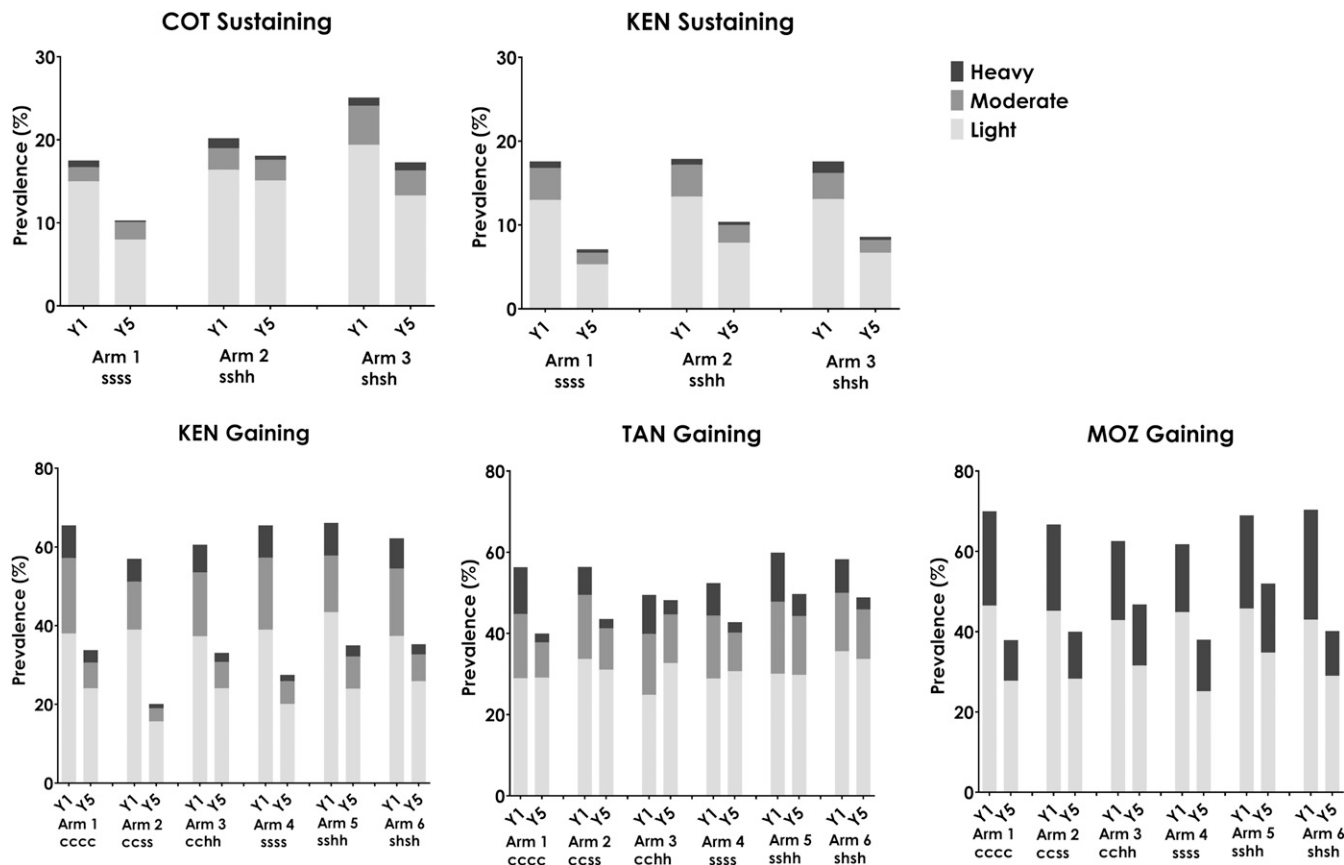 COT Sustaining
30
20
10
0
Prevalence (%)
Y1 Y5 Y1 Y5 Y1 Y5
Arm 1 Arm 2 Arm 3
ssss sshh shsh
KEN Sustaining
30
20
10
0
Prevalence (%)
Y1 Y5 Y1 Y5 Y1 Y5
Arm 1 Arm 2 Arm 3
ssss sshh shsh
Heavy
Moderate
Light
KEN Gaining
80
60
40
20
0
Prevalence (%)
Y1 Y5 Y1 Y5 Y1 Y5 Y1 Y5 Y1 Y5 Y1 Y5
Arm 1 Arm 2 Arm 3 Arm 4 Arm 5 Arm 6
cccc ccss cchh ssss sshh shsh
TAN Gaining
80
60
40
20
0
Prevalence (%)
Y1 Y5 Y1 Y5 Y1 Y5 Y1 Y5 Y1 Y5 Y1 Y5
Arm 1 Arm 2 Arm 3 Arm 4 Arm 5 Arm 6
cccc ccss cchh ssss sshh shsh
MOZ Gaining
80
60
40
20
0
Prevalence (%)
Y1 Y5 Y1 Y5 Y1 Y5 Y1 Y5 Y1 Y5 Y1 Y5
Arm 1 Arm 2 Arm 3 Arm 4 Arm 5 Arm 6
cccc ccss cchh ssss sshh shsh